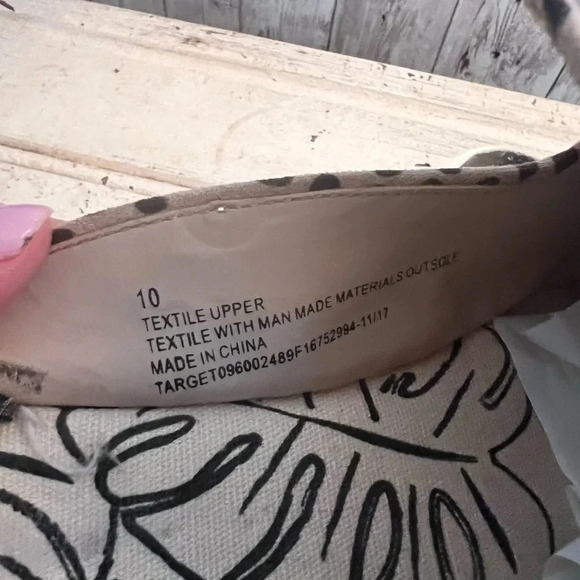 10
TEXTILE UPPER
TEXTILE WITH MAN MADE MATERIALS OUTSOLE
MADE IN CHINA
TARGET096002489F16752994-11/17